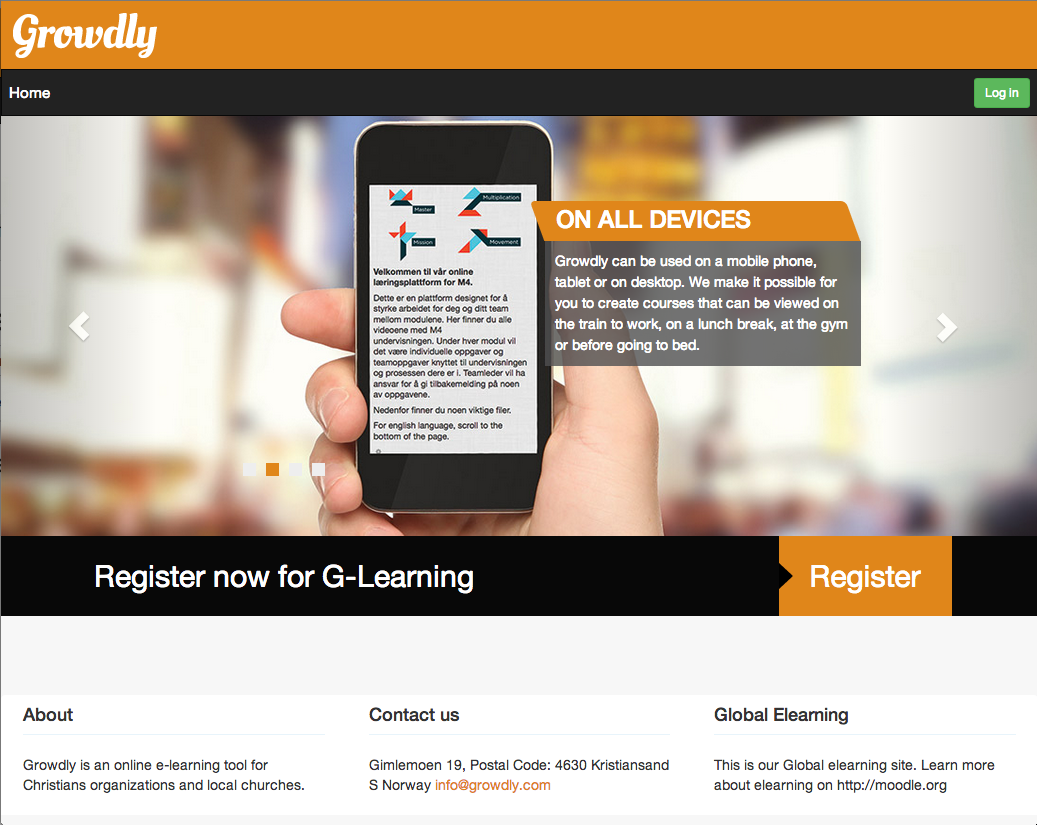 Growdly
Home
Log in
Master
Multiplication
Mission
Movement
Velkommen til vår online
læringsplattform for M4.
Dette er en plattform designet for å
styrke arbeidet for deg og ditt team
mellom modulene. Her finner du alle
videoene med M4
undervisningen. Under hver modul vil
det være individuelle oppgaver og
teamoppgaver knyttet til undervisningen
og prosessen dere er i. Teamleder vil ha
ansvar for å gi tilbakemelding på noen
av oppgavene.
Nedenfor finner du noen viktige filer.
For english language, scroll to the
bottom of the page.
ON ALL DEVICES
Growdly can be used on a mobile phone,
tablet or on desktop. We make it possible for
you to create courses that can be viewed on
the train to work, on a lunch break, at the gym
or before going to bed.
Register now for G-Learning
Register
About
Growdly is an online e-learning tool for
Christians organizations and local churches.
Contact us
Gimlemoen 19, Postal Code: 4630 Kristiansand
S Norway info@growdly.com
Global Elearning
This is our Global elearning site. Learn more
about elearning on http://moodle.org